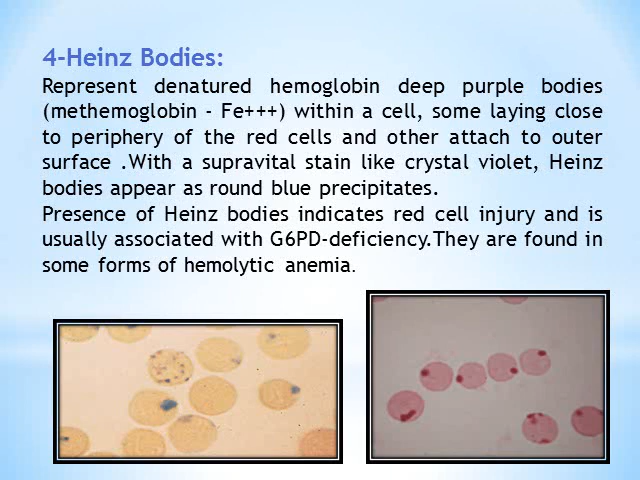 4-Heinz Bodies:
Represent denatured hemoglobin deep purple bodies
(methemoglobin - Fe+++) within a cell, some laying close
to periphery of the red cells and other attach to outer
surface .With a supravital stain like crystal violet, Heinz
bodies appear as round blue precipitates.
Presence of Heinz bodies indicates red cell injury and is
usually associated with G6PD-deficiency.They are found in
some forms of hemolytic anemia.